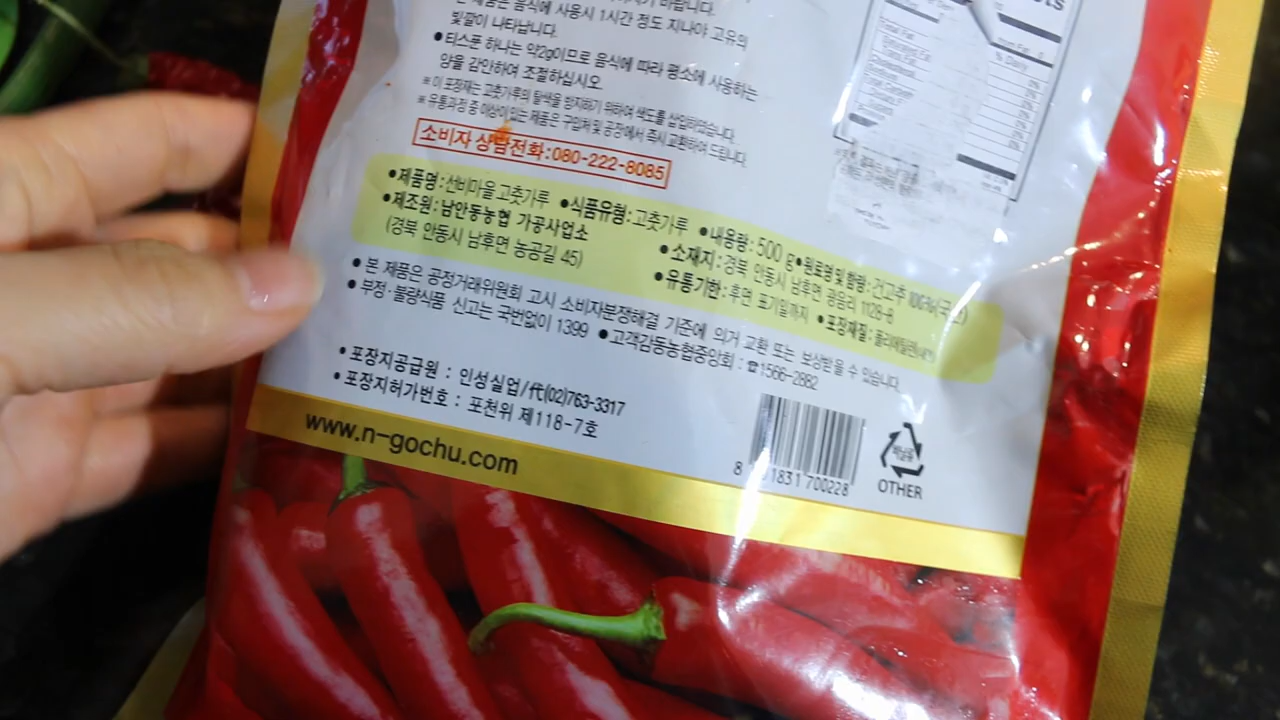 제품은 음식에 사용시 1시간 정도 지나야 고유의
빛깔이 나타납니다.
● 티스푼 하나는 약2g이므로 음식에 따라 평소에 사용하는
양을 감안하여 조절하십시오.
※ 이 포장재는 고춧가루의 탈색을 방지하기 위하여 색도를 삽입하였습니다.
※ 유통과정 중 이상이 있는 제품은 구입처 및 공장에서 즉시 교환하여 드립니다.
소비자 상담전화:080-222-8085
●제품명:선비마을 고춧가루 ●식품유형:고춧가루 ●내용량:500 g ●원료명 및 함량:건고추
●제조원:남안동농협 가공사업소 ●소재지:경북 안동시 남후면 광음리 1128-8
(경북 안동시 남후면 농공길 45) ●유통기한:후면 표기일까지 ●포장재질:폴리에틸렌
● 본 제품은 공정거래위원회 고시 소비자분쟁해결 기준에 의거 교환 또는 보상받을 수 있습니다.
● 부정·불량식품 신고는 국번없이 1399 ●고객감동농협중앙회 : ☎1566-2882
• 포장지공급원 : 인성실업/代(02)763-3317
• 포장지허가번호 : 포천위 제118-7호
www.n-gochu.com
8 1831 700228
OTHER
Total Fat
% Daily